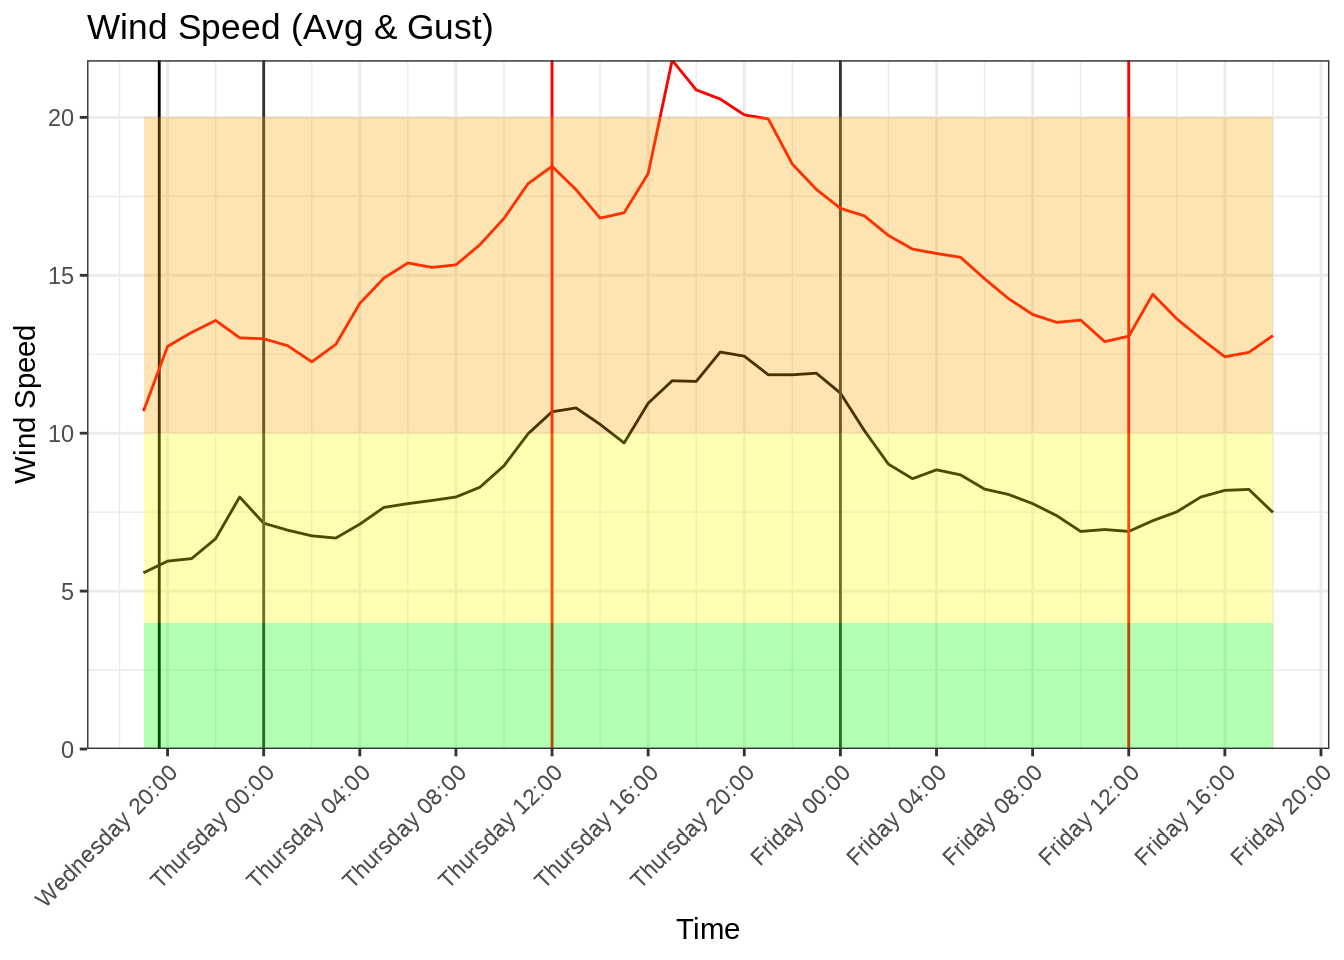 Wind Speed (Avg & Gust)
20
15
10
5
0
Wind Speed
Wednesday 20:00
Thursday 00:00
Thursday 04:00
Thursday 08:00
Thursday 12:00
Thursday 16:00
Thursday 20:00
Friday 00:00
Friday 04:00
Friday 08:00
Friday 12:00
Friday 16:00
Friday 20:00
Time